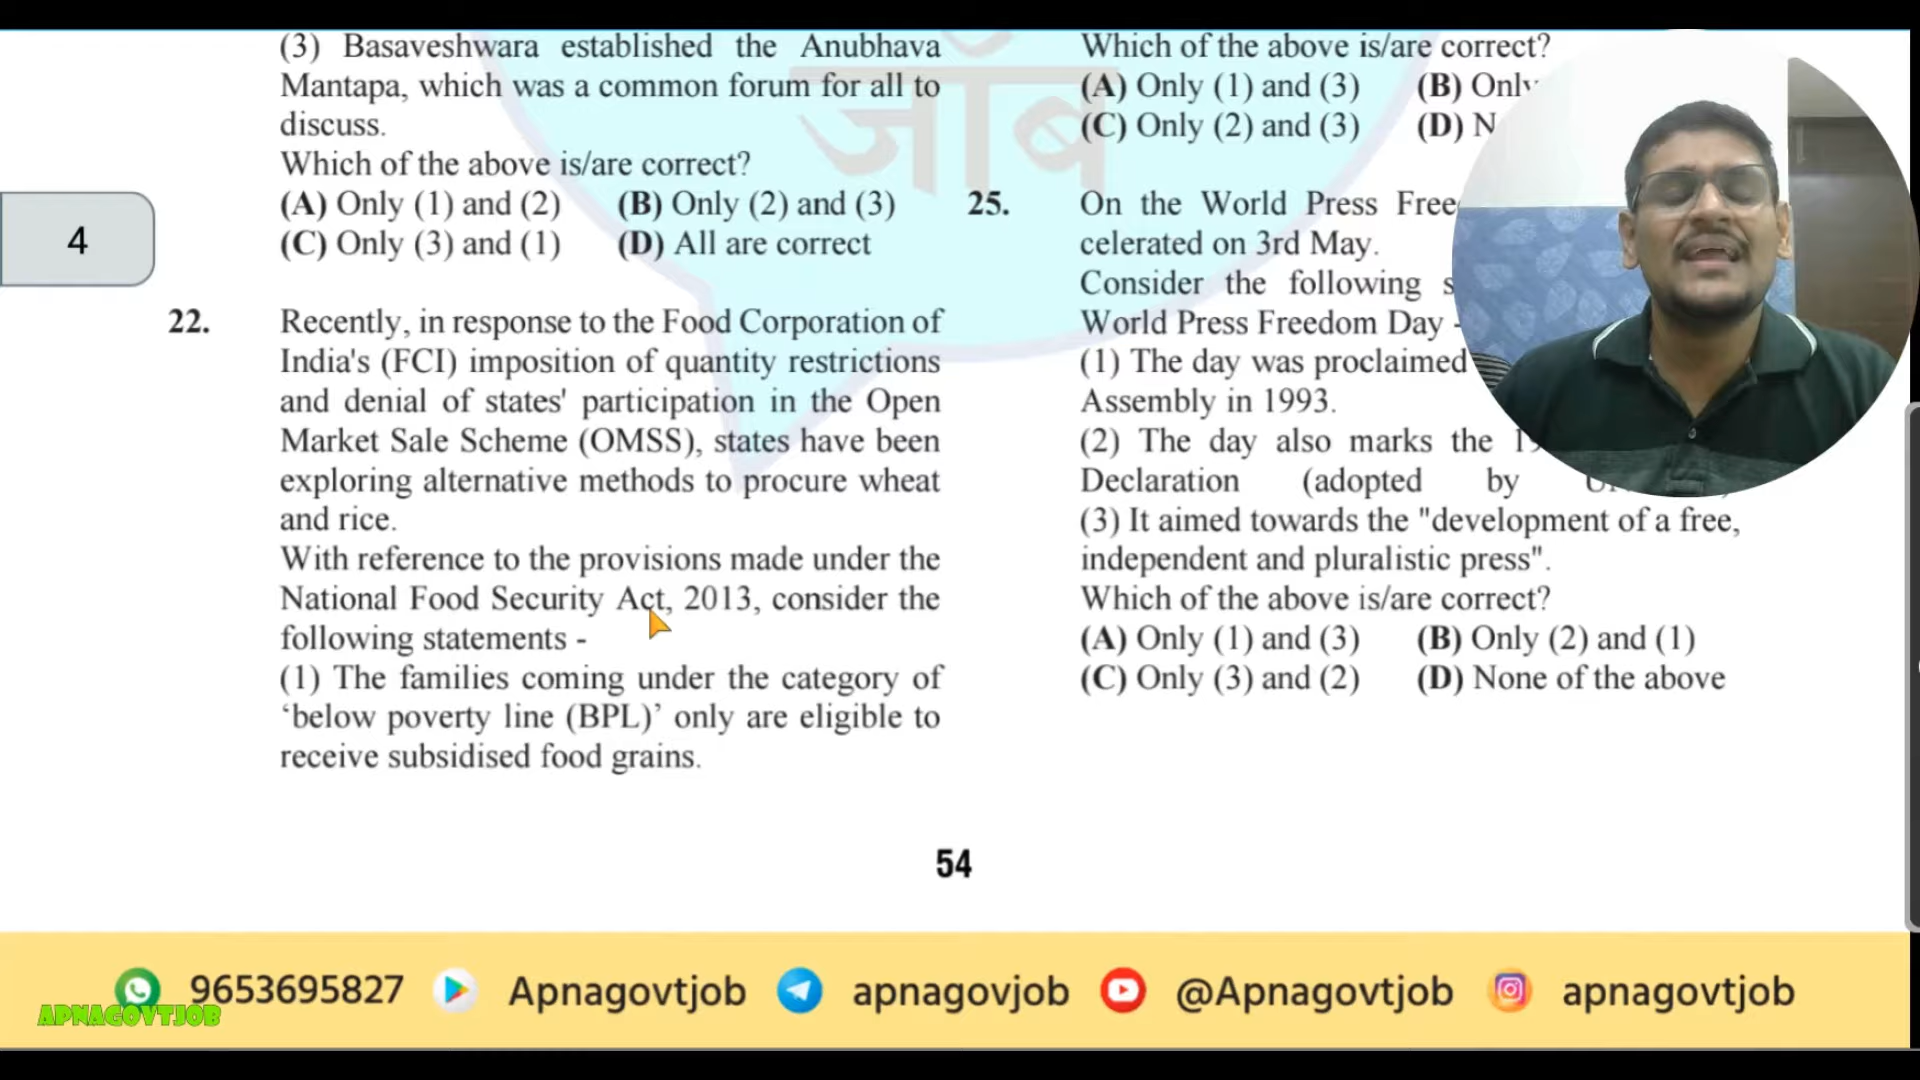 (3) Basaveshwara established the Anubhava
Mantapa, which was a common forum for all to
discuss.
Which of the above is/are correct?
(A) Only (1) and (2) (B) Only (2) and (3)
(C) Only (3) and (1) (D) All are correct
4
22. Recently, in response to the Food Corporation of
India's (FCI) imposition of quantity restrictions
and denial of states' participation in the Open
Market Sale Scheme (OMSS), states have been
exploring alternative methods to procure wheat
and rice.
With reference to the provisions made under the
National Food Security Act, 2013, consider the
following statements -
(1) The families coming under the category of
‘below poverty line (BPL)’ only are eligible to
receive subsidised food grains.
Which of the above is/are correct?
(A) Only (1) and (3) (B) Only
(C) Only (2) and (3) (D)
25. On the World Press
celerated on 3rd May.
Consider the following
World Press Freedom Day -
(1) The day was proclaimed
Assembly in 1993.
(2) The day also marks the
Declaration (adopted by
(3) It aimed towards the "development of a free,
independent and pluralistic press".
Which of the above is/are correct?
(A) Only (1) and (3) (B) Only (2) and (1)
(C) Only (3) and (2) (D) None of the above
जॉब
54
9653695827 Apnagovtjob apnagovjob @Apnagovtjob apnagovtjob
APNAGOVTJOB